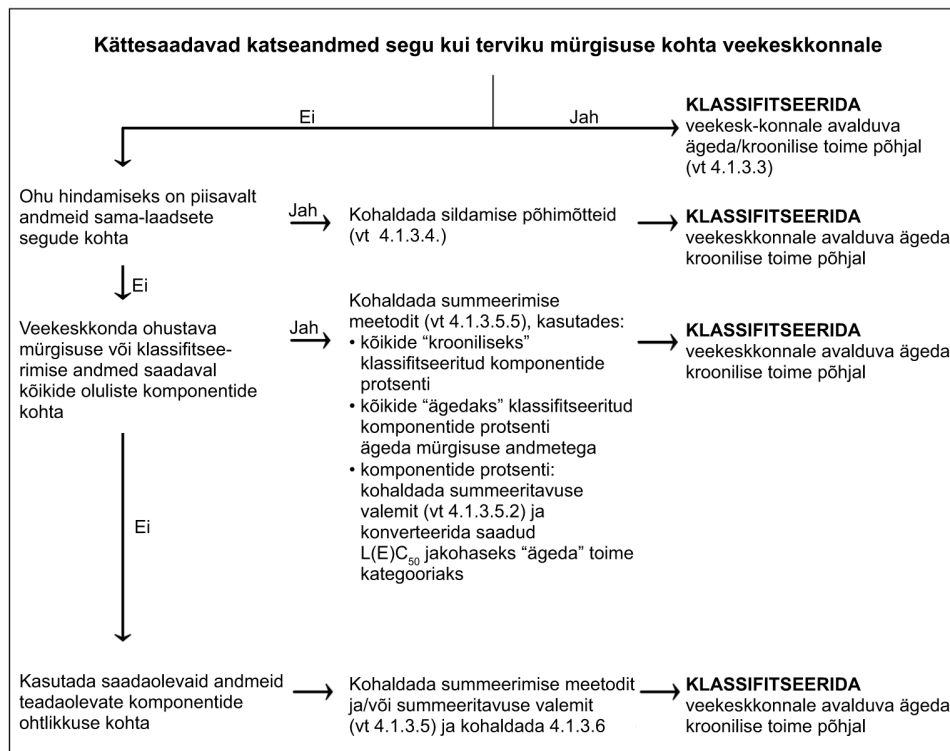 Kättesaadavad katseandmed segu kui terviku mürgisuse kohta veekeskkonnale
Ei
Jah
KLASSIFITSEERIDA
veekesk-konnale avalduva
ägeda/kroonilise toime põhjal
(vt 4.1.3.3)
Ohu hindamiseks on piisavalt
andmeid sama-laadsete
segude kohta
Jah
Kohaldada sildamise põhimõtteid
(vt 4.1.3.4.)
KLASSIFITSEERIDA
veekeskkonnale avalduva ägeda
kroonilise toime põhjal
Ei
Veekeskkonda ohustava
mürgisuse või klassifitsee-
rimise andmed saadaval
kõikide oluliste komponentide
kohta
Jah
Kohaldada summeerimise
meetodit (vt 4.1.3.5.5), kasutades:
• kõikide “krooniliseks”
klassifitseeritud komponentide
protsenti
• kõikide “ägedaks” klassifitseeritud
komponentide protsenti
ägeda mürgisuse andmetega
• komponentide protsenti:
kohaldada summeeritavuse
valemit (vt 4.1.3.5.2) ja
konverteerida saadud
L(E)C₅₀ jakohaseks “ägeda” toime
kategooriaks
KLASSIFITSEERIDA
veekeskkonnale avalduva ägeda
kroonilise toime põhjal
Ei
Kasutada saadaolevaid andmeid
teadaolevate komponentide
ohtlikkuse kohta
Kohaldada summeerimise meetodit
ja/või summeeritavuse valemit
(vt 4.1.3.5) ja kohaldada 4.1.3.6
KLASSIFITSEERIDA
veekeskkonnale avalduva ägeda
kroonilise toime põhjal